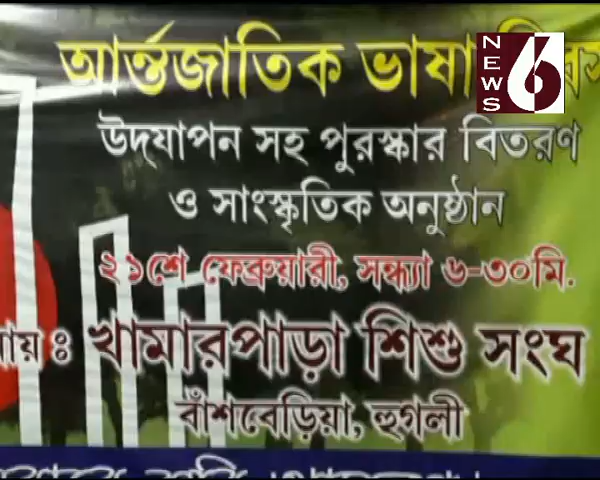 আর্ন্তজাতিক ভাষা
NEWS 6
উদ্‌যাপন সহ পুরস্কার বিতরণ
ও সাংস্কৃতিক অনুষ্ঠান
২১শে ফেব্রুয়ারী, সন্ধ্যা ৬-৩০মি.
খামারপাড়া শিশু সংঘ
বাঁশবেড়িয়া, হুগলী